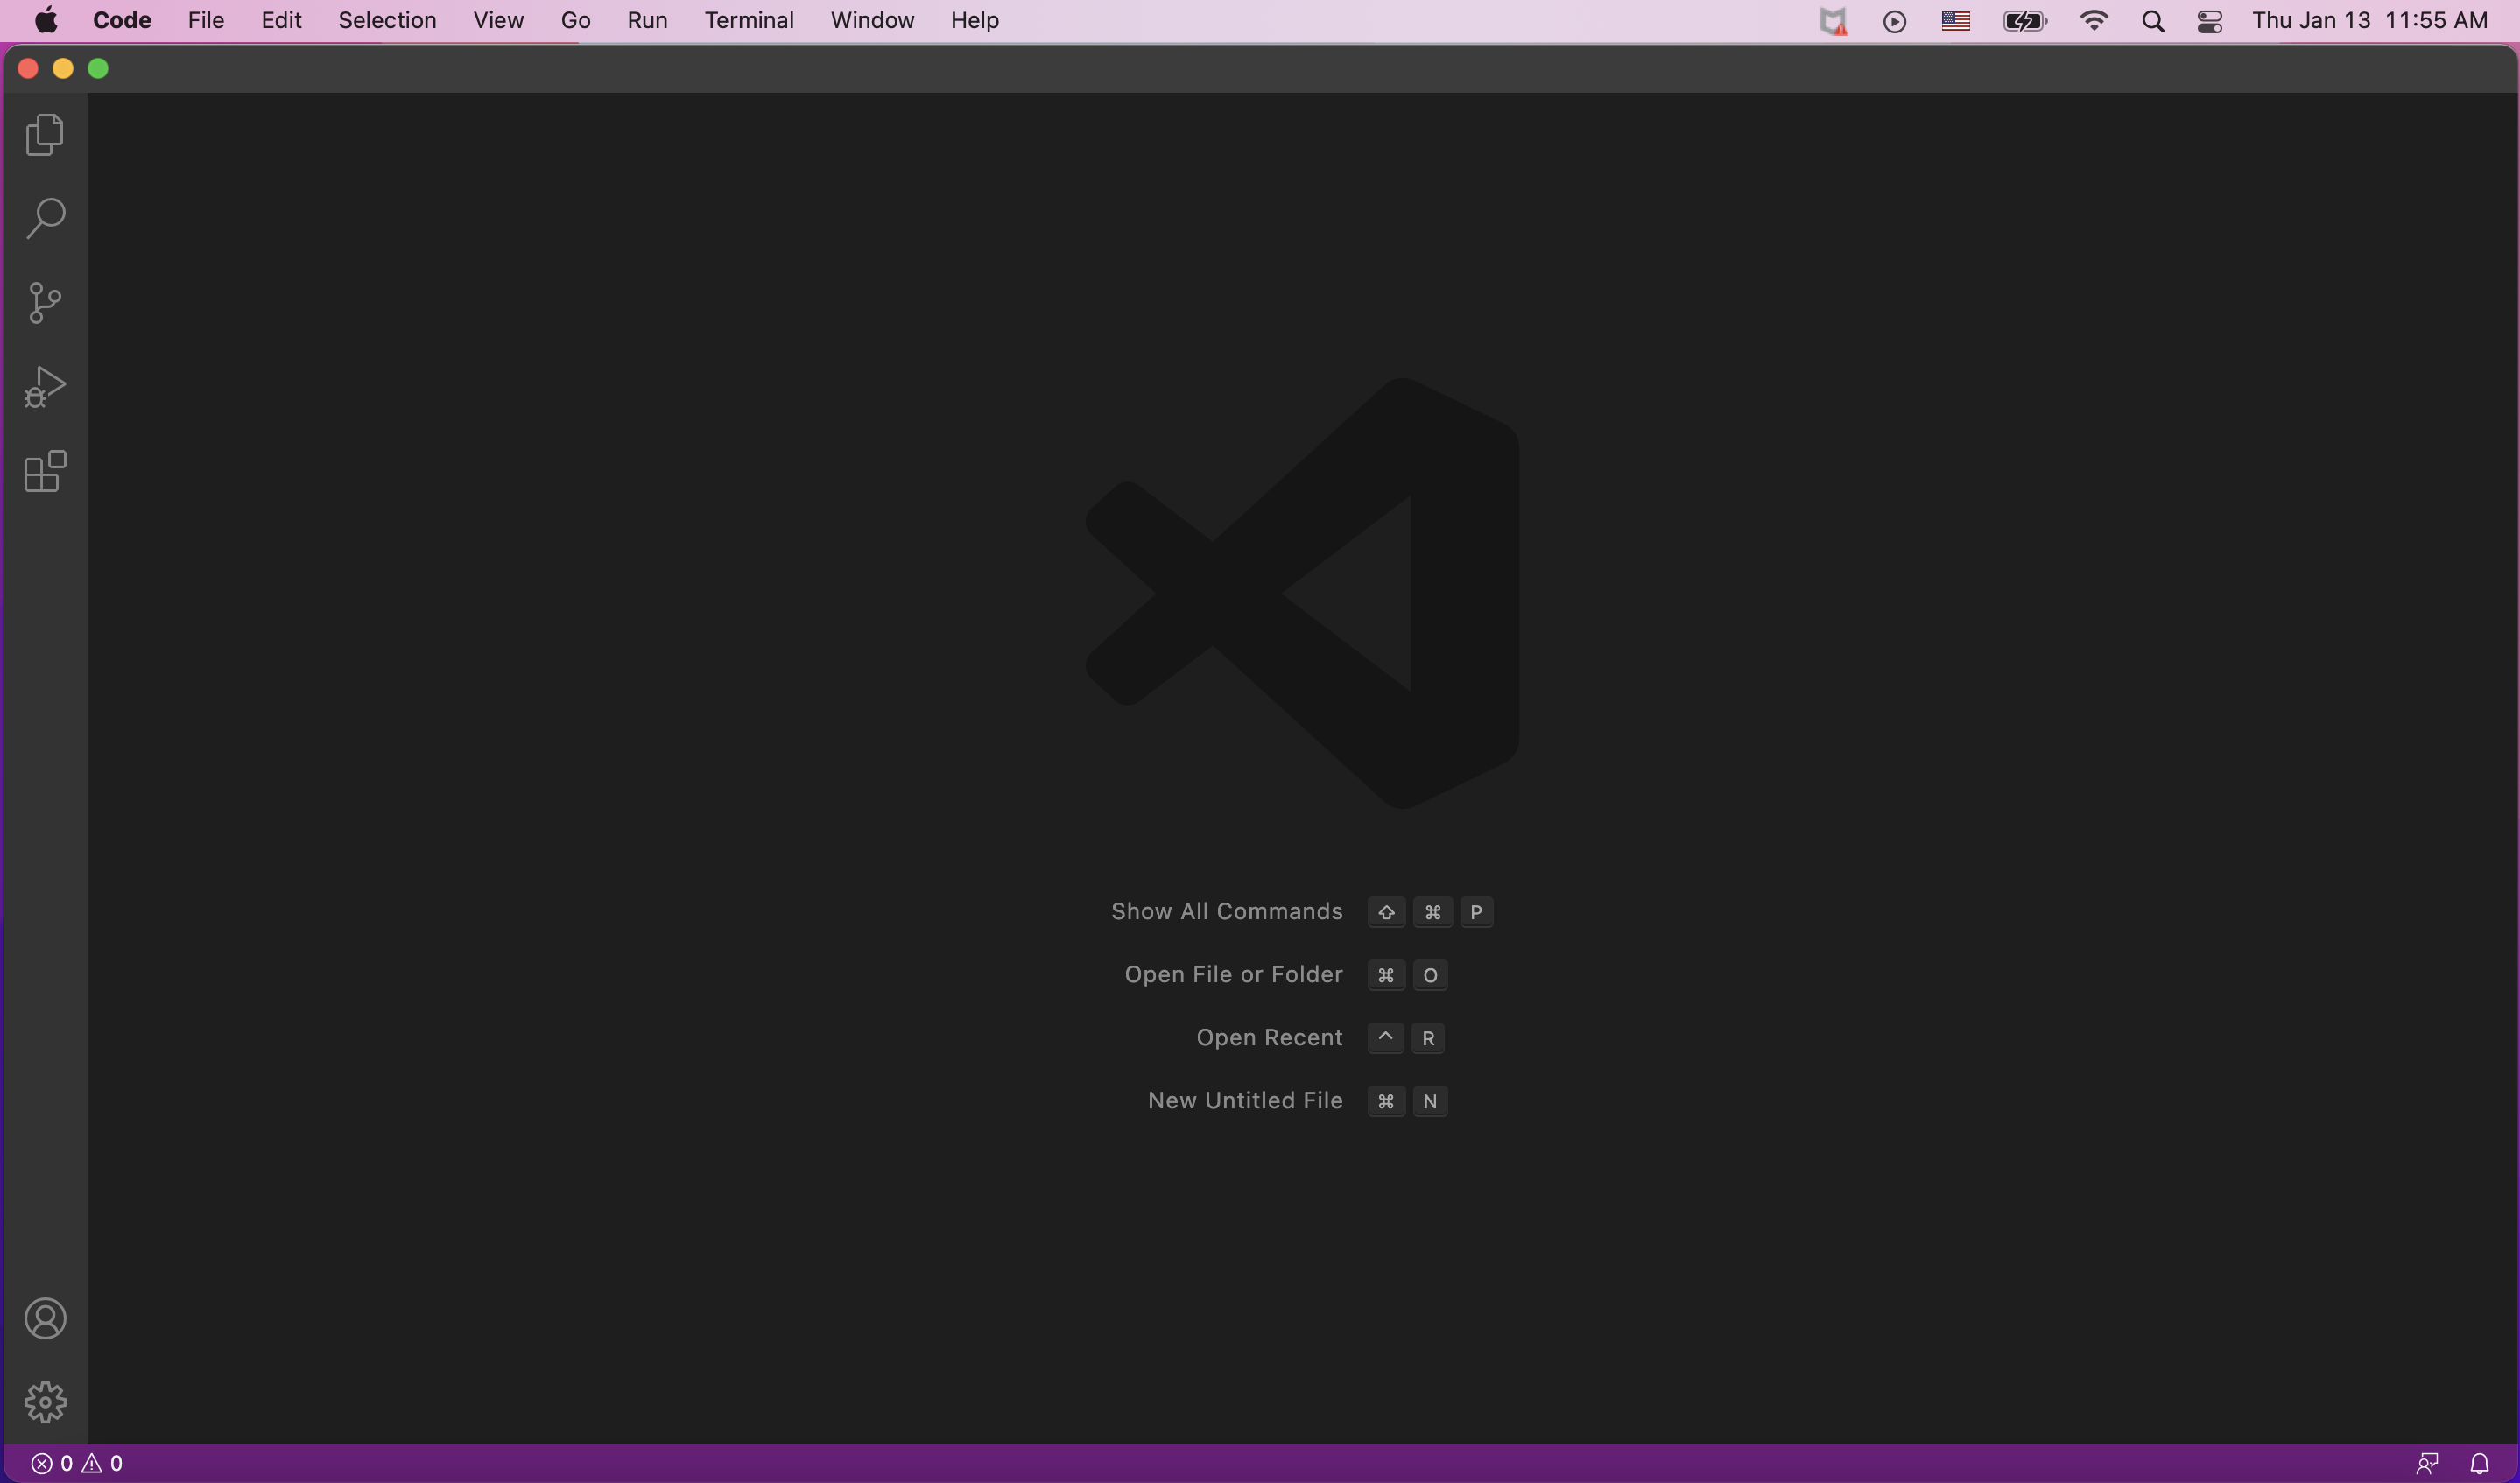 Code File Edit Selection View Go Run Terminal Window Help Thu Jan 13 11:55 AM
Show All Commands ⇧ ⌘ P
Open File or Folder ⌘ O
Open Recent ^ R
New Untitled File ⌘ N
0 0